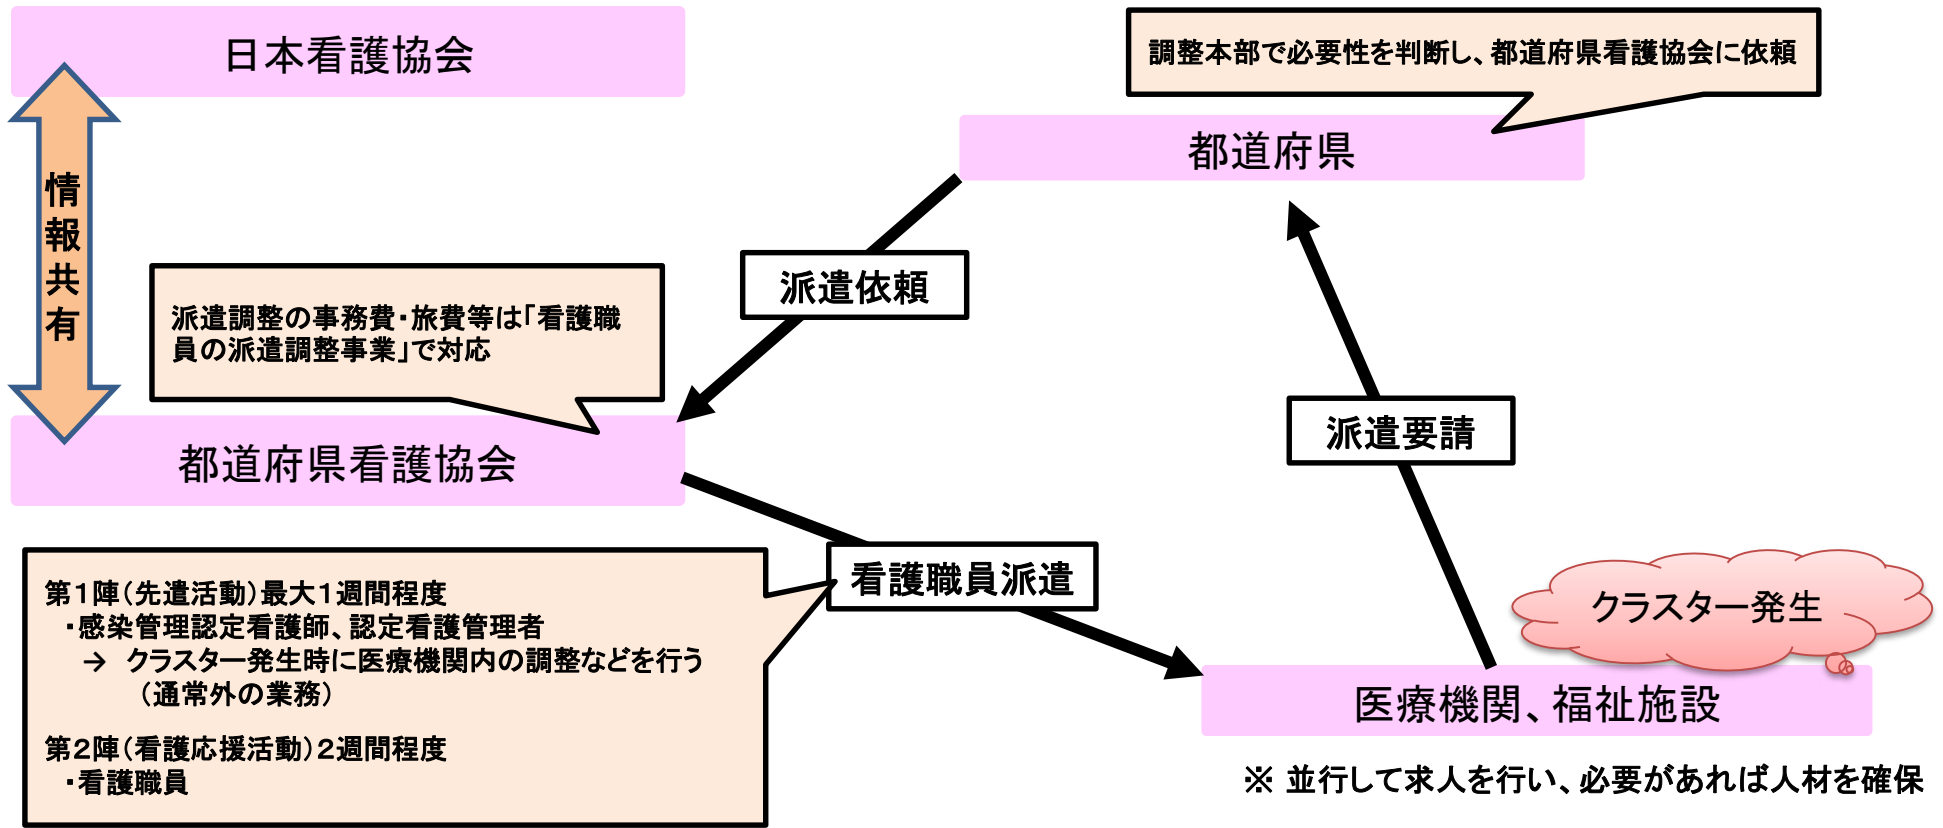 日本看護協会
調整本部で必要性を判断し、都道府県看護協会に依頼
都道府県
情報共有
派遣依頼
派遣調整の事務費・旅費等は「看護職
員の派遣調整事業」で対応
派遣要請
都道府県看護協会
看護職員派遣
第１陣（先遣活動）最大１週間程度
・感染管理認定看護師、認定看護管理者
→ クラスター発生時に医療機関内の調整などを行う
（通常外の業務）
第２陣（看護応援活動）２週間程度
・看護職員
クラスター発生
医療機関、福祉施設
※ 並行して求人を行い、必要があれば人材を確保